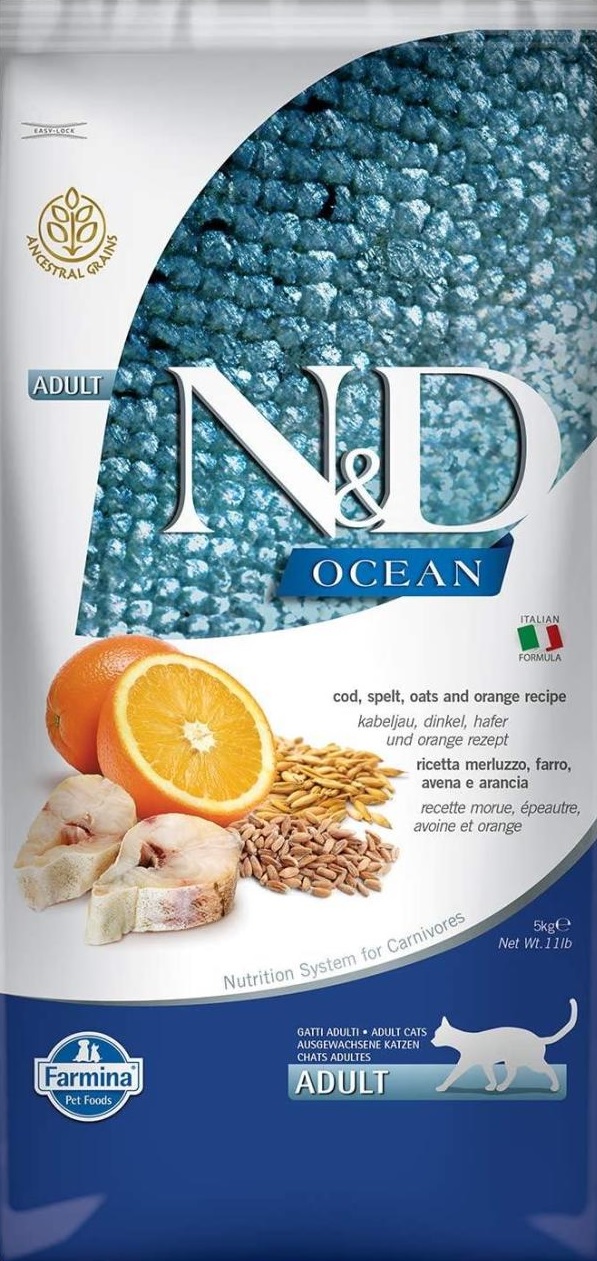 EASY-LOCK
ANCESTRAL GRAINS
ADULT
N&D
OCEAN
ITALIAN
FORMULA
cod, spelt, oats and orange recipe
kabeljau, dinkel, hafer
und orange rezept
ricetta merluzzo, farro,
avena e arancia
recette morue, épeautre,
avoine et orange
5kg℮
Net Wt.11lb
Nutrition System for Carnivores
GATTI ADULTI • ADULT CATS
AUSGEWACHSENE KATZEN
CHATS ADULTES
ADULT
Farmina®
Pet Foods